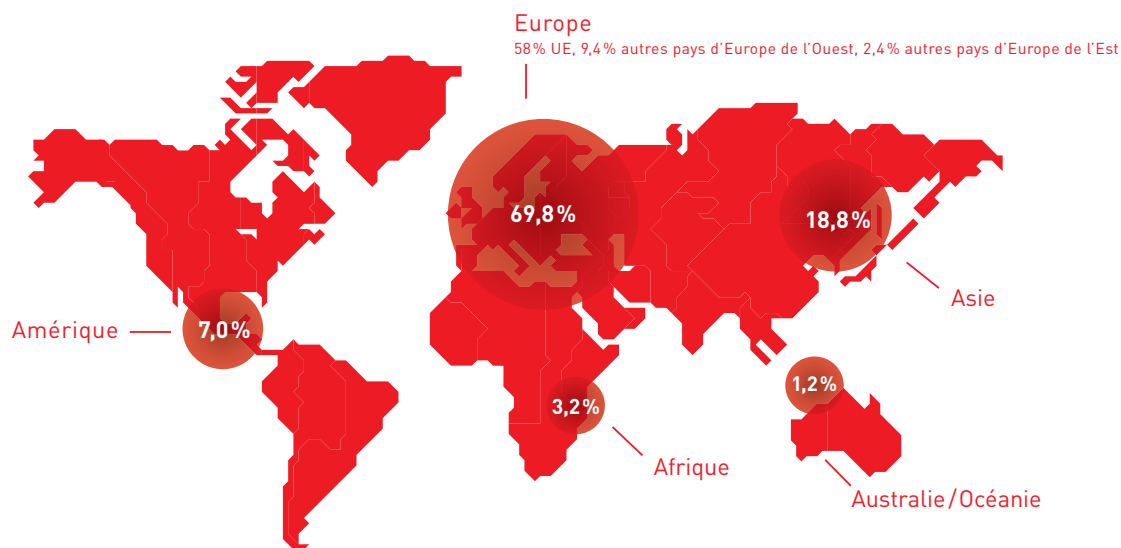 Europe
58% UE, 9,4% autres pays d'Europe de l'Ouest, 2,4% autres pays d'Europe de l'Est
69,8%
18,8%
Asie
Amérique
7,0%
1,2%
3,2%
Afrique
Australie/Océanie